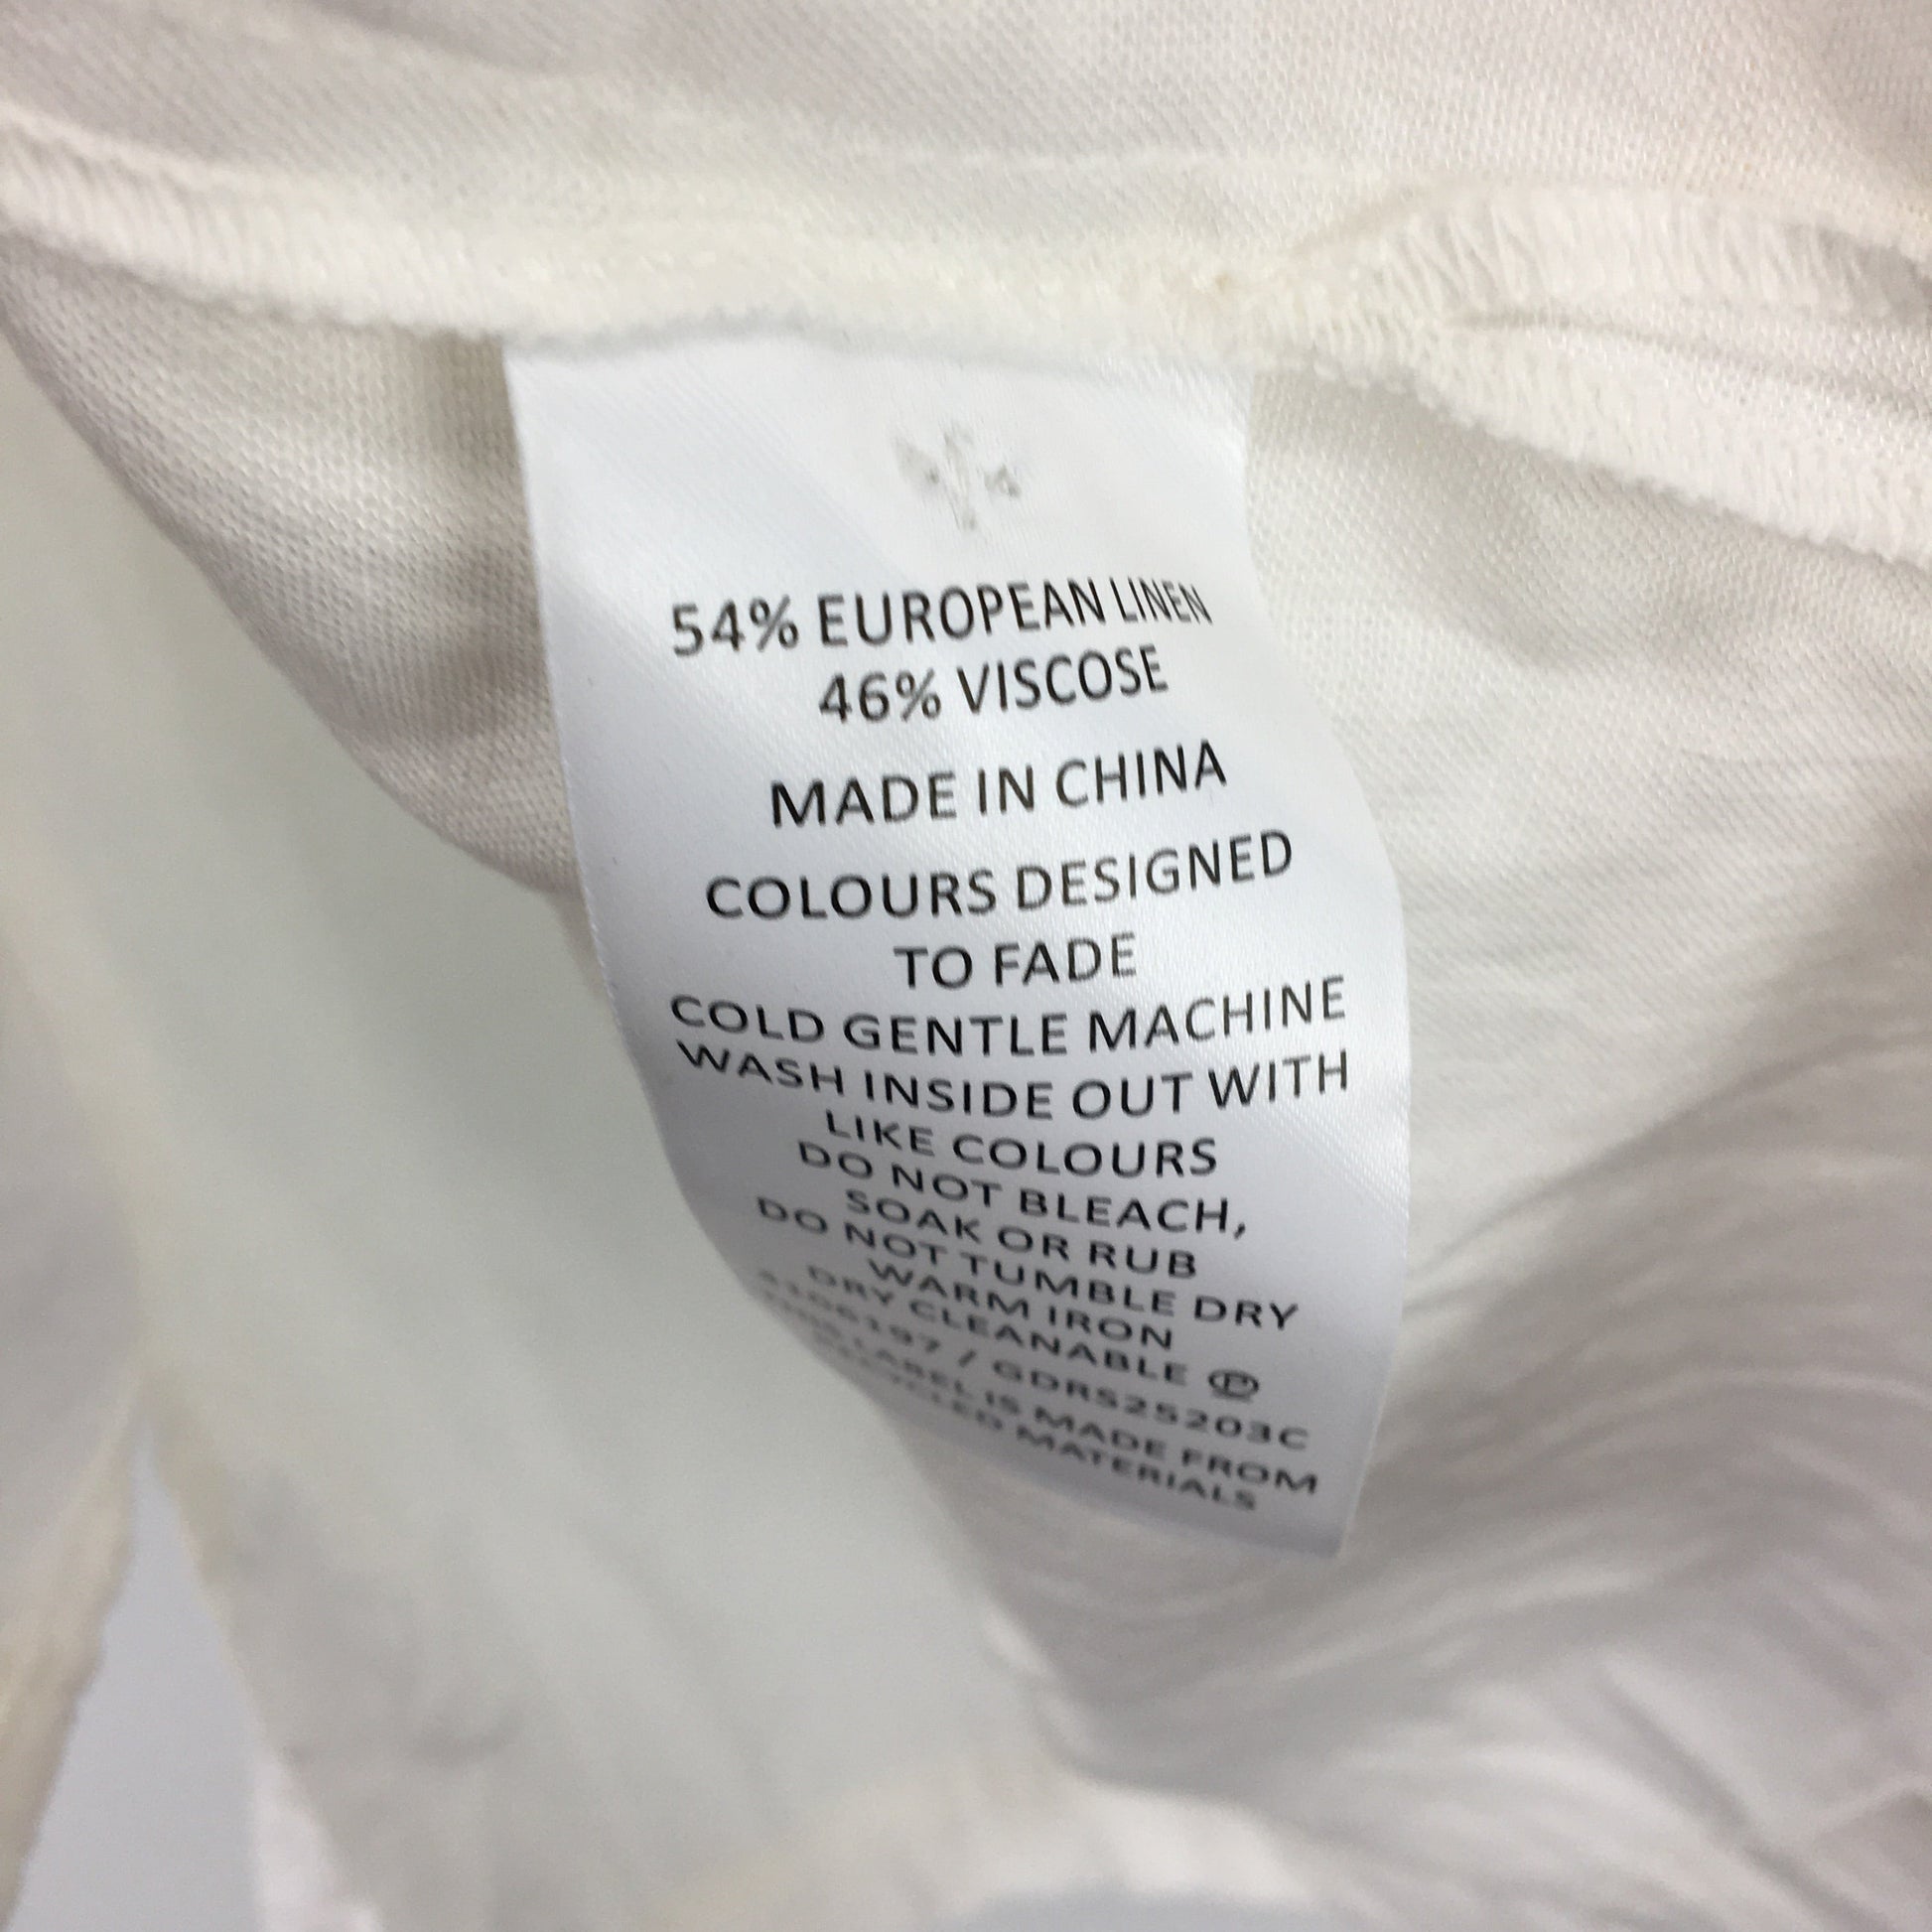 54% EUROPEAN LINEN
46% VISCOSE
MADE IN CHINA
COLOURS DESIGNED
TO FADE
COLD GENTLE MACHINE
WASH INSIDE OUT WITH
LIKE COLOURS
DO NOT BLEACH,
SOAK OR RUB
DO NOT TUMBLE DRY
WARM IRON
DRY CLEANABLE Ⓟ
/ GDRS25203C
LABEL IS MADE FROM
MATERIALS